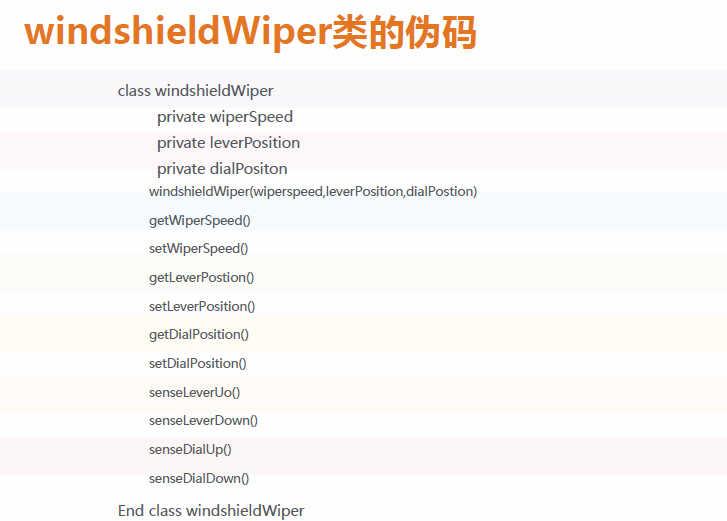 windshieldWiper类的伪码
class windshieldWiper
private wiperSpeed
private leverPosition
private dialPositon
windshieldWiper(wiperspeed,leverPosition,dialPostion)
getWiperSpeed()
setWiperSpeed()
getLeverPostion()
setLeverPosition()
getDialPosition()
setDialPosition()
senseLeverUo()
senseLeverDown()
senseDialUp()
senseDialDown()
End class windshieldWiper